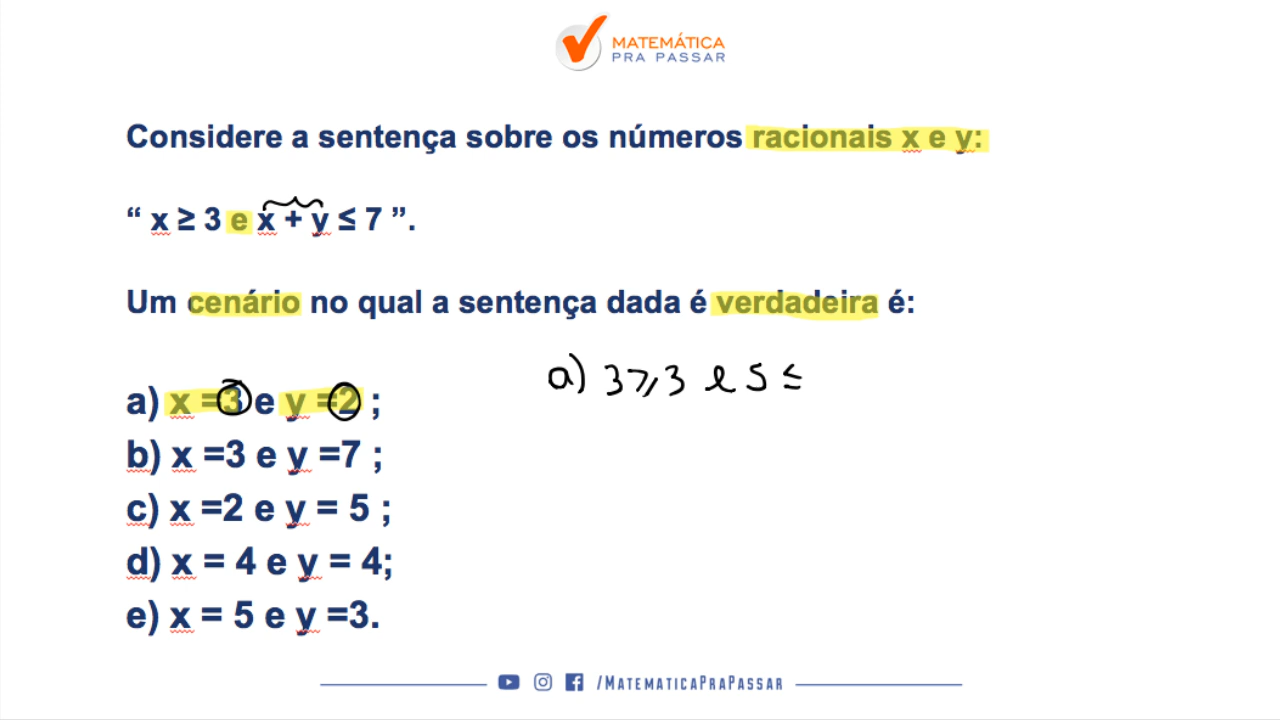 MATEMÁTICA
PRA PASSAR
Considere a sentença sobre os números racionais x e y:
“ x ≥ 3 e x + y ≤ 7 ”.
Um cenário no qual a sentença dada é verdadeira é:
a) 3 ⩾ 3 e 5 ≤
a) x =3 e y =2 ;
b) x =3 e y =7 ;
c) x =2 e y = 5 ;
d) x = 4 e y = 4;
e) x = 5 e y =3.
/MATEMATICAPRAPASSAR